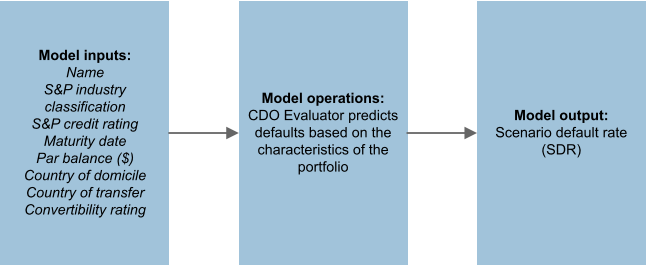 Model inputs:
Name
S&P industry
classification
S&P credit rating
Maturity date
Par balance ($)
Country of domicile
Country of transfer
Convertibility rating
Model operations:
CDO Evaluator predicts
defaults based on the
characteristics of the
portfolio
Model output:
Scenario default rate
(SDR)